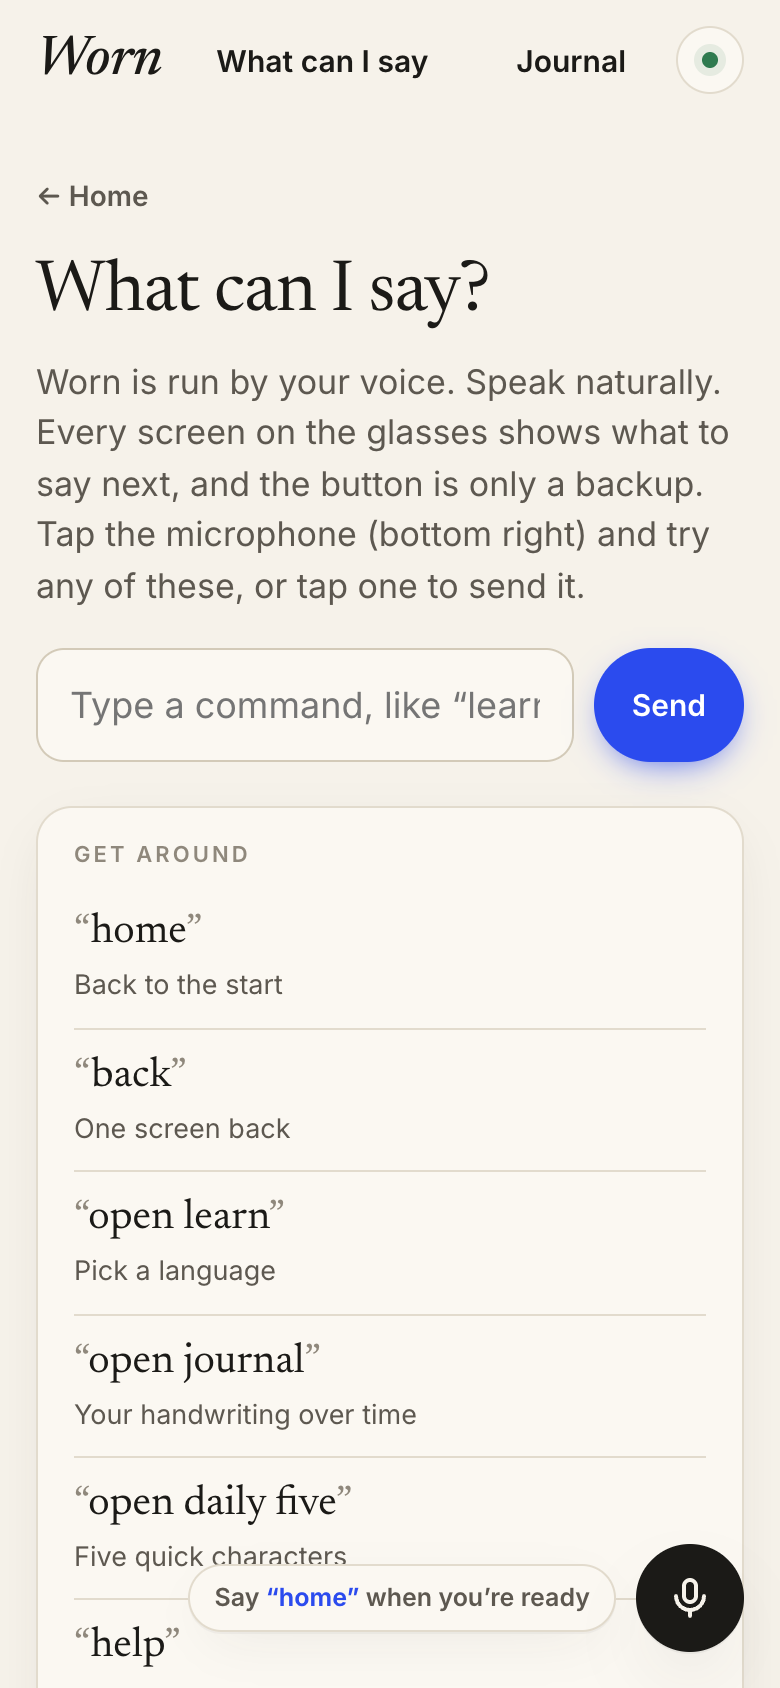 Worn
What can I say
Journal
← Home
What can I say?
Worn is run by your voice. Speak naturally.
Every screen on the glasses shows what to
say next, and the button is only a backup.
Tap the microphone (bottom right) and try
any of these, or tap one to send it.
Type a command, like “learn
Send
GET AROUND
“home”
Back to the start
“back”
One screen back
“open learn”
Pick a language
“open journal”
Your handwriting over time
“open daily five”
Five quick characters
Say “home” when you’re ready
“help”